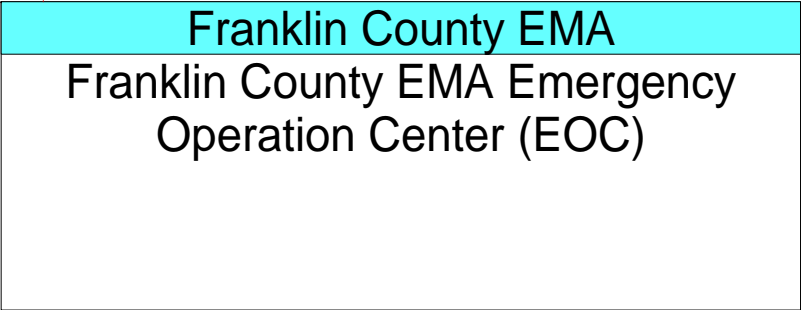 Franklin County EMA
Franklin County EMA Emergency
Operation Center (EOC)